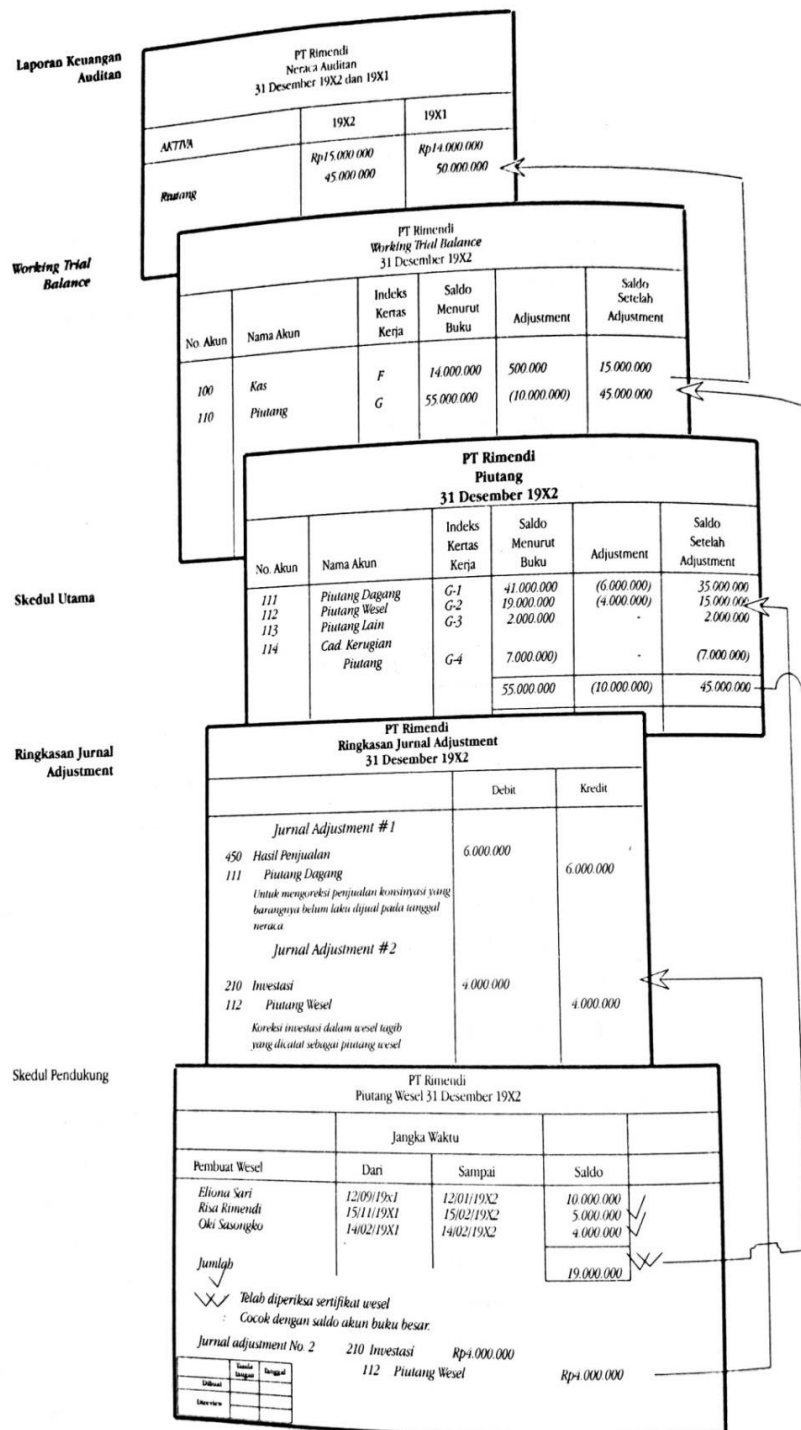 Laporan Keuangan
Auditan
PT Rimendi
Neraca Auditan
31 Desember 19X2 dan 19X1
AKTIVA 19X2 19X1
Rp15.000.000 Rp14.000.000
Piutang 45.000.000 50.000.000
Working Trial
Balance
PT Rimendi
Working Trial Balance
31 Desember 19X2
No. Akun Nama Akun Indeks Kertas Kerja Saldo Menurut Buku Adjustment Saldo Setelah Adjustment
100 Kas F 14.000.000 500.000 15.000.000
110 Piutang G 55.000.000 (10.000.000) 45.000.000
Skedul Utama
PT Rimendi
Piutang
31 Desember 19X2
No. Akun Nama Akun Indeks Kertas Kerja Saldo Menurut Buku Adjustment Saldo Setelah Adjustment
111 Piutang Dagang G-1 41.000.000 (6.000.000) 35.000.000
112 Piutang Wesel G-2 19.000.000 (4.000.000) 15.000.000
113 Piutang Lain G-3 2.000.000 - 2.000.000
114 Cad. Kerugian
Piutang G-4 7.000.000) - (7.000.000)
55.000.000 (10.000.000) 45.000.000
Ringkasan Jurnal
Adjustment
PT Rimendi
Ringkasan Jurnal Adjustment
31 Desember 19X2
Debit Kredit
Jurnal Adjustment #1
450 Hasil Penjualan 6.000.000
111 Piutang Dagang 6.000.000
Untuk mengoreksi penjualan konsinyasi yang
barangnya belum laku dijual pada tanggal
neraca.
Jurnal Adjustment #2
210 Investasi 4.000.000
112 Piutang Wesel 4.000.000
Koreksi investasi dalam wesel tagih
yang dicatat sebagai piutang wesel
Skedul Pendukung
PT Rimendi
Piutang Wesel 31 Desember 19X2
Jangka Waktu
Pembuat Wesel Dari Sampai Saldo
Eliona Sari 12/09/19x1 12/01/19X2 10.000.000
Risa Rimendi 15/11/19X1 15/02/19X2 5.000.000
Oki Sasongko 14/02/19X1 14/02/19X2 4.000.000
Jumlah 19.000.000
Telah diperiksa sertifikat wesel
: Cocok dengan saldo akun buku besar.
Jurnal adjustment No. 2 210 Investasi Rp4.000.000
112 Piutang Wesel Rp4.000.000
Tanda tangan Tanggal
Dibuat
Direview